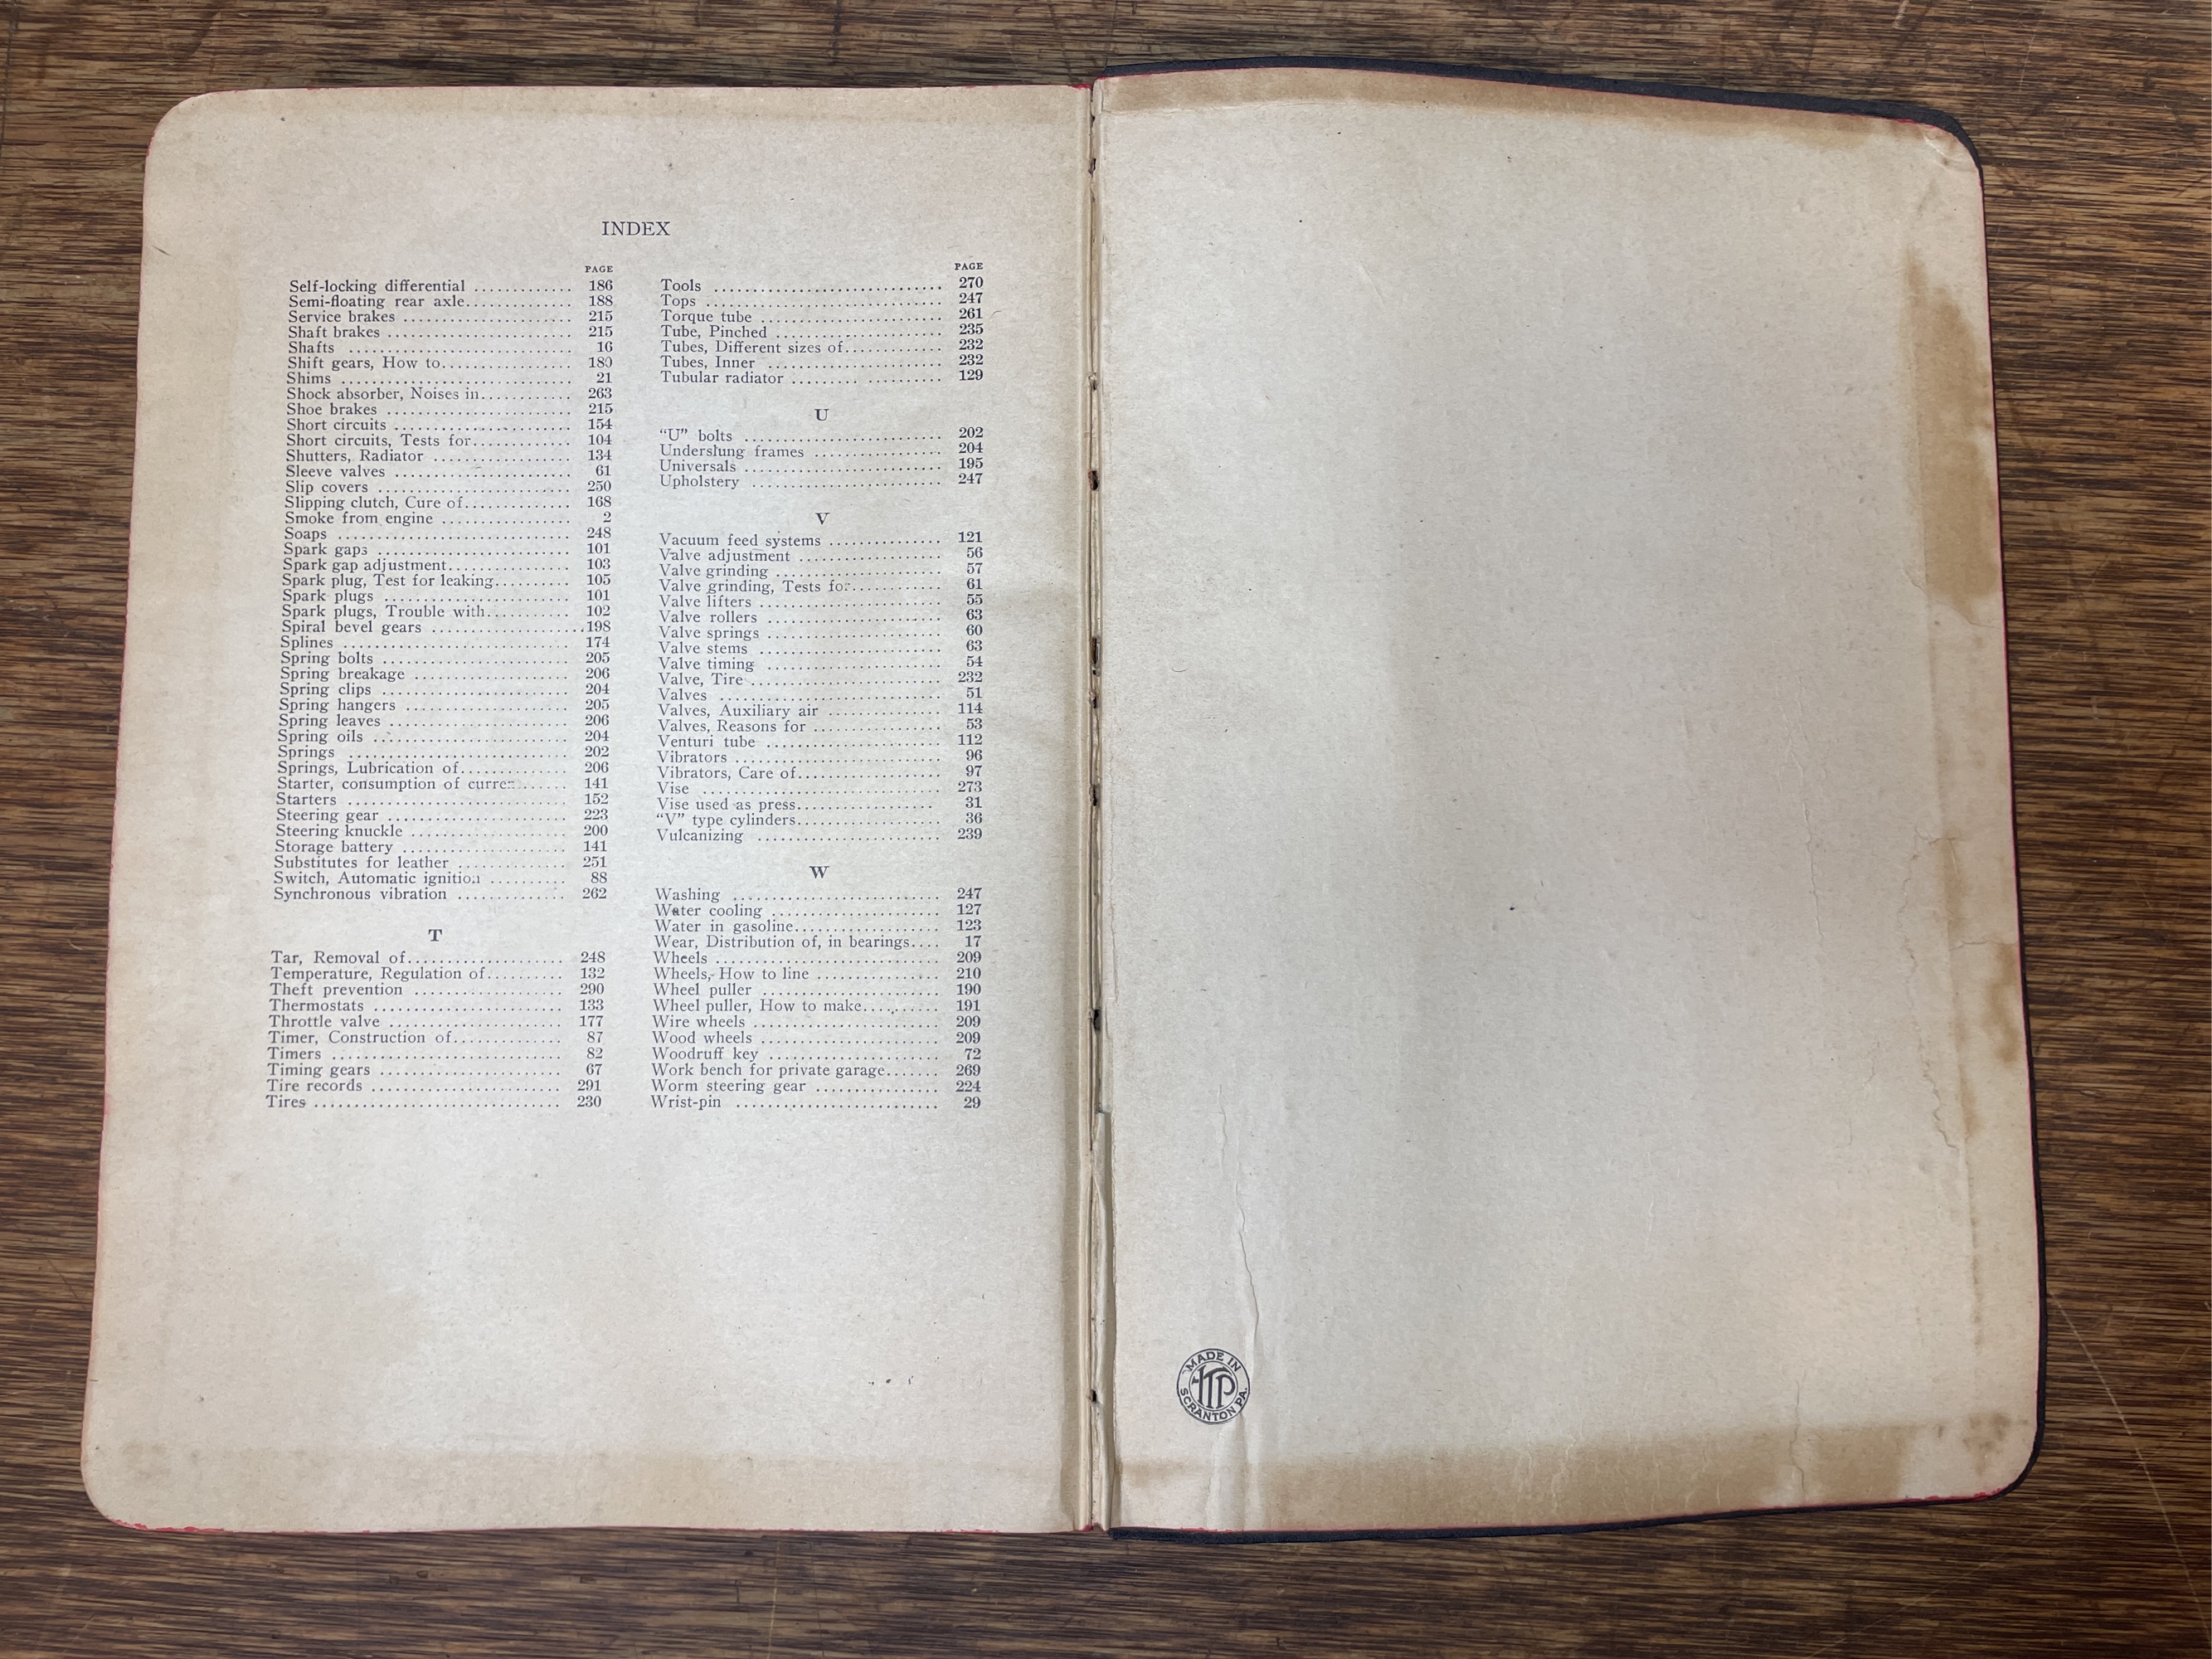 INDEX
PAGE
Self-locking differential ............ 186
Semi-floating rear axle............. 188
Service brakes ..................... 215
Shaft brakes ....................... 215
Shafts ............................ 16
Shift gears, How to................ 180
Shims ............................. 21
Shock absorber, Noises in........... 263
Shoe brakes ....................... 215
Short circuits ....................... 154
Short circuits, Tests for............ 104
Shutters, Radiator ................. 134
Sleeve valves ...................... 61
Slip covers ........................ 250
Slipping clutch, Cure of............. 168
Smoke from engine ................ 2
Soaps ............................. 248
Spark gaps ........................ 101
Spark gap adjustment............... 103
Spark plug, Test for leaking.......... 105
Spark plugs ........................ 101
Spark plugs, Trouble with........... 102
Spiral bevel gears ................... 198
Splines ............................ 174
Spring bolts ....................... 205
Spring breakage .................... 206
Spring clips ....................... 204
Spring hangers .................... 205
Spring leaves ...................... 206
Spring oils ........................ 204
Springs ........................... 202
Springs, Lubrication of............. 206
Starter, consumption of ...... 141
Starters ........................... 152
Steering gear ....................... 223
Steering knuckle ................... 200
Storage battery .................... 141
Substitutes for leather ............. 251
Switch, Automatic ignition .......... 88
Synchronous vibration ............. 262
T
Tar, Removal of................... 248
Temperature, Regulation of.......... 132
Theft prevention .................. 290
Thermostats ....................... 133
Throttle valve ..................... 177
Timer, Construction of............. 87
Timers ............................ 82
Timing gears ...................... 67
Tire records ....................... 291
Tires .............................. 230
PAGE
Tools ............................ 270
Tops ............................. 247
Torque tube ...................... 261
Tube, Pinched .................... 235
Tubes, Different sizes of............ 232
Tubes, Inner ..................... 232
Tubular radiator .................. 129
U
“U” bolts ........................ 202
Underslung frames ................ 204
Universals ........................ 195
Upholstery ....................... 247
V
Vacuum feed systems .............. 121
Valve adjustment .................. 56
Valve grinding .................... 57
Valve grinding, Tests for........... 61
Valve lifters ....................... 55
Valve rollers ...................... 63
Valve springs ..................... 60
Valve stems ...................... 63
Valve timing ..................... 54
Valve, Tire ....................... 232
Valves ........................... 51
Valves, Auxiliary air .............. 114
Valves, Reasons for ................ 53
Venturi tube ...................... 112
Vibrators ......................... 96
Vibrators, Care of.................. 97
Vise .............................. 273
Vise used as press................. 31
“V” type cylinders.................. 36
Vulcanizing ....................... 239
W
Washing .......................... 247
Water cooling ..................... 127
Water in gasoline.................. 123
Wear, Distribution of, in bearings.... 17
Wheels ............................ 209
Wheels, How to line ............... 210
Wheel puller ...................... 190
Wheel puller, How to make.......... 191
Wire wheels ....................... 209
Wood wheels ...................... 209
Woodruff key ..................... 72
Work bench for private garage....... 269
Worm steering gear ................ 224
Wrist-pin ......................... 29
MADE IN
ITP
SCRANTON PA.